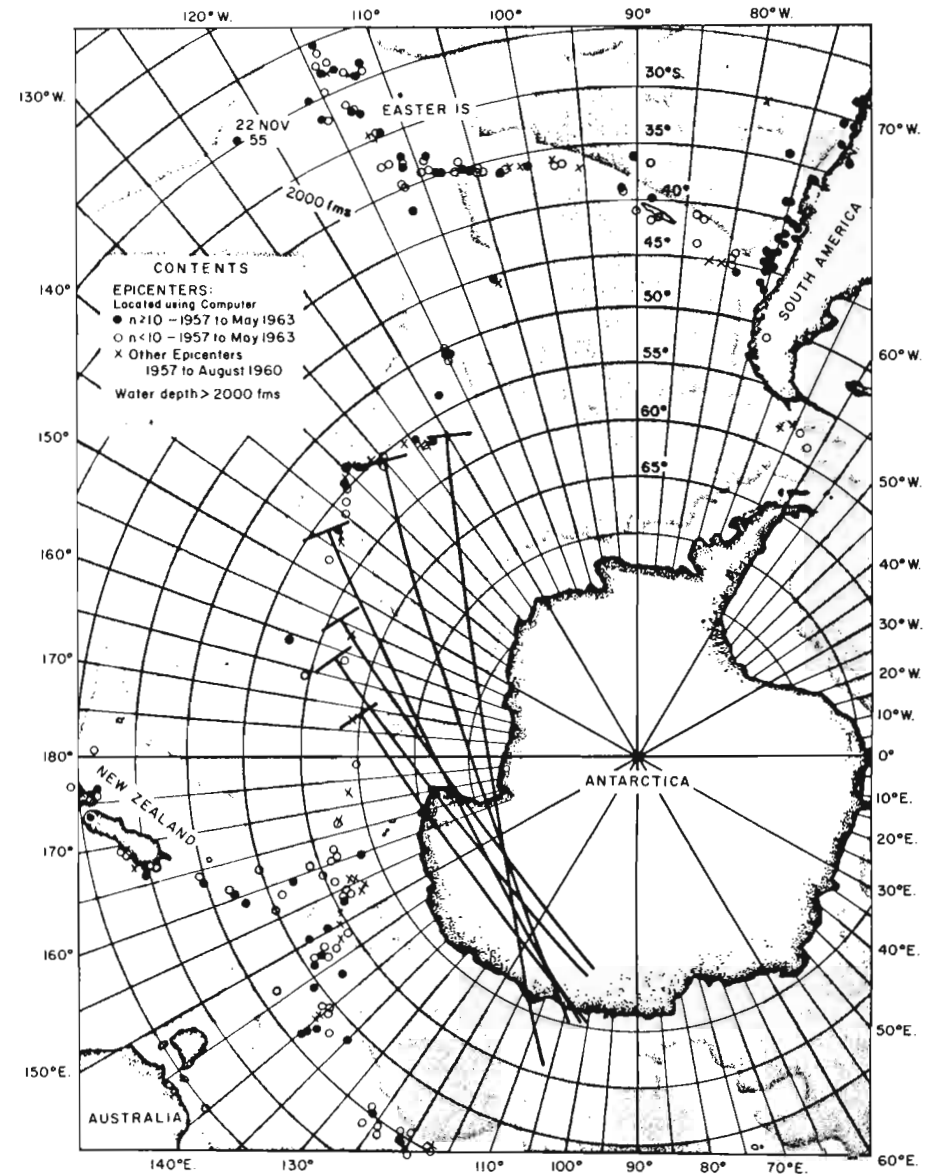 120°W.
110°
100°
90°
80°W.
130°W.
30°S.
EASTER IS
22 NOV
55
35°
70°W.
2000 fms
40°
45°
CONTENTS
EPICENTERS:
Located using Computer
● n≥10 – 1957 to May 1963
○ n<10 – 1957 to May 1963
× Other Epicenters
1957 to August 1960
Water depth > 2000 fms
SOUTH AMERICA
140°
50°
55°
60°W.
60°
150°
65°
50°W.
160°
40°W.
30°W.
170°
20°W.
10°W.
180°
0°
ANTARCTICA
NEW ZEALAND
10°E.
20°E.
170°
30°E.
160°
40°E.
50°E.
150°E.
AUSTRALIA
140°E.
130°
110°
100°
90°
80°
70°E.
60°E.